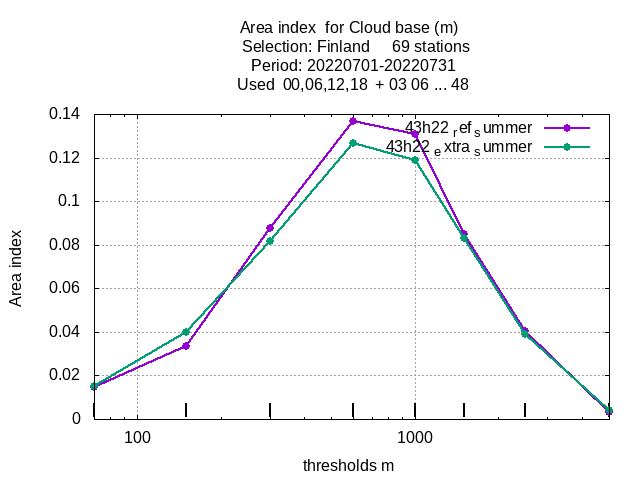 Area index for Cloud base (m)
Selection: Finland 69 stations
Period: 20220701-20220731
Used 00,06,12,18 + 03 06 ... 48
43h22 ref summer
43h22 extra summer
0.14
0.12
0.1
0.08
0.06
0.04
0.02
0
Area index
100 1000
thresholds m